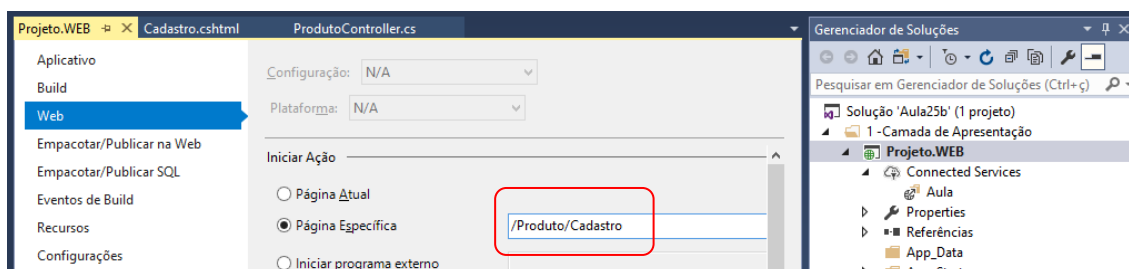 Projeto.WEB Cadastro.cshtml ProdutoController.cs
Aplicativo
Build
Web
Empacotar/Publicar na Web
Empacotar/Publicar SQL
Eventos de Build
Recursos
Configurações
Configuração: N/A
Plataforma: N/A
Iniciar Ação
Página Atual
Página Específica /Produto/Cadastro
Iniciar programa externo
Gerenciador de Soluções
Pesquisar em Gerenciador de Soluções (Ctrl+ç)
Solução 'Aula25b' (1 projeto)
1 -Camada de Apresentação
Projeto.WEB
Connected Services
Aula
Properties
Referências
App_Data